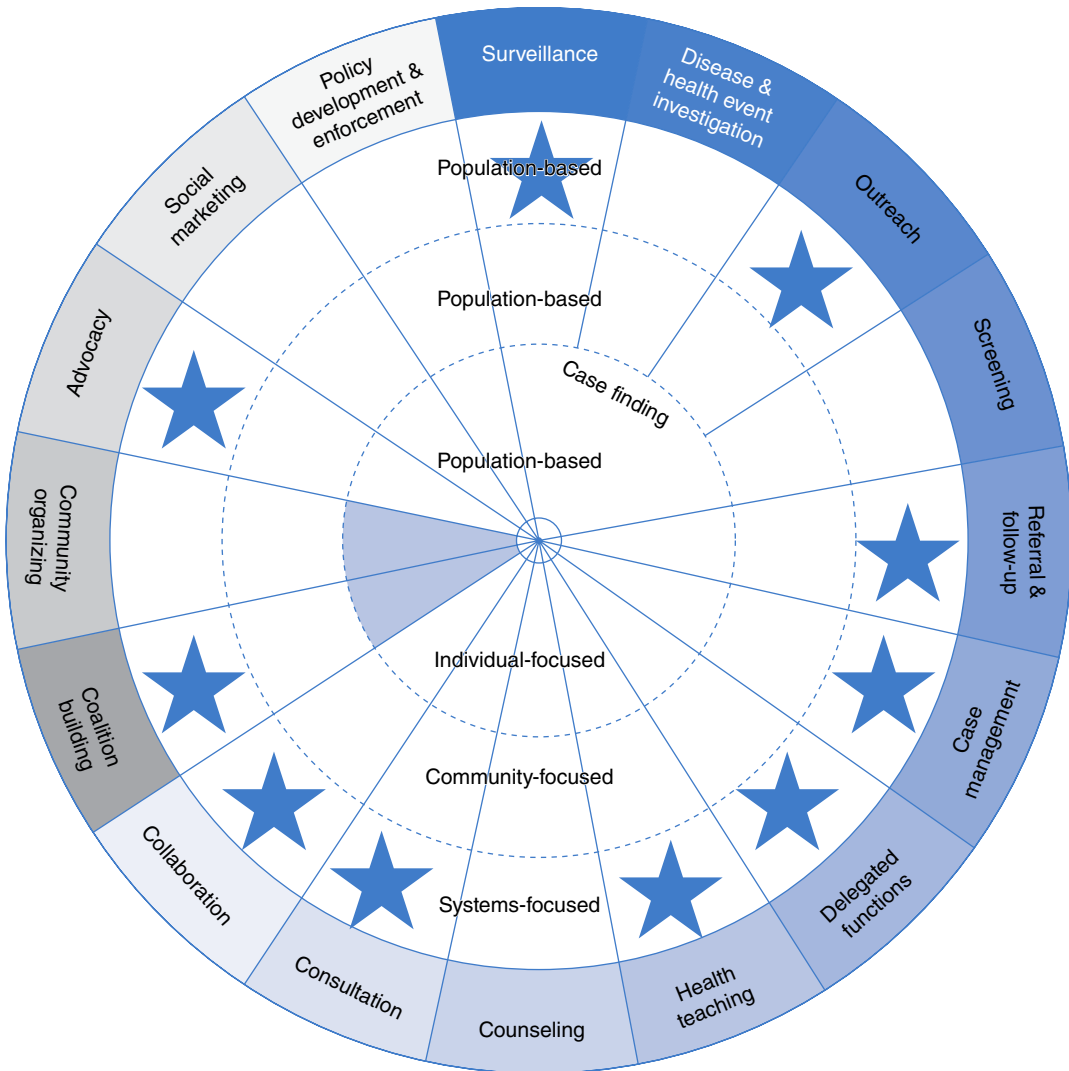 Surveillance
Disease &
health event
investigation
Outreach
Screening
Referral &
follow-up
Case
management
Delegated
functions
Health
teaching
Counseling
Consultation
Collaboration
Coalition
building
Community
organizing
Advocacy
Social
marketing
Policy
development &
enforcement
Population-based
Population-based
Case finding
Population-based
Individual-focused
Community-focused
Systems-focused